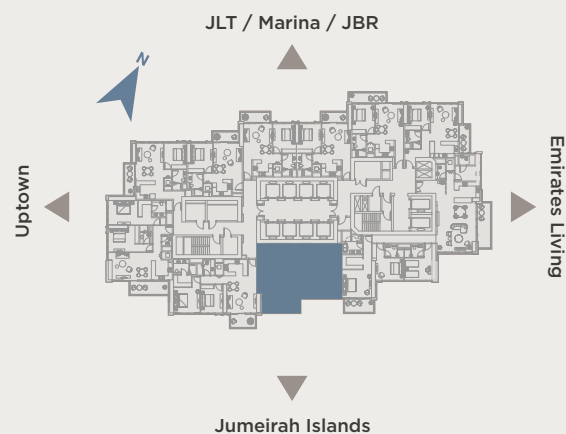 JLT / Marina / JBR
N
Uptown
Emirates Living
Jumeirah Islands